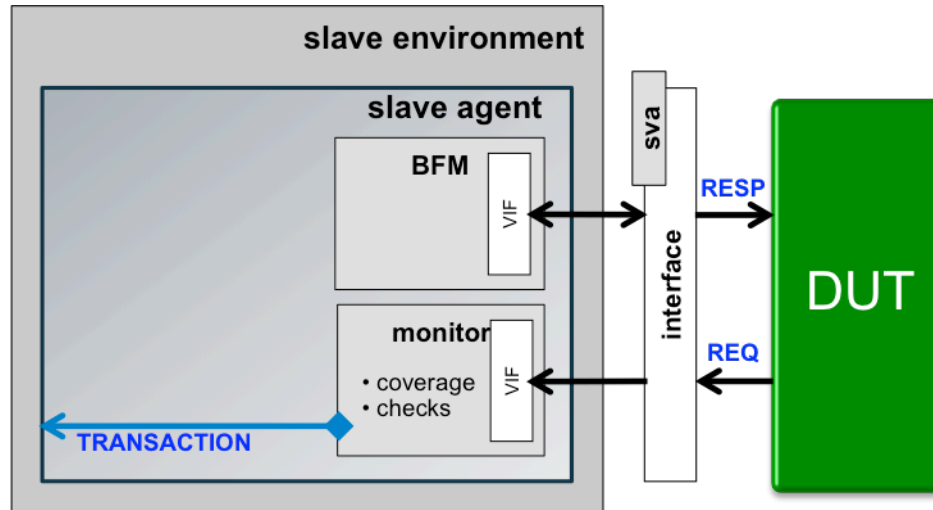 slave environment
slave agent
BFM
VIF
monitor
• coverage
• checks
VIF
TRANSACTION
sva
interface
RESP
REQ
DUT